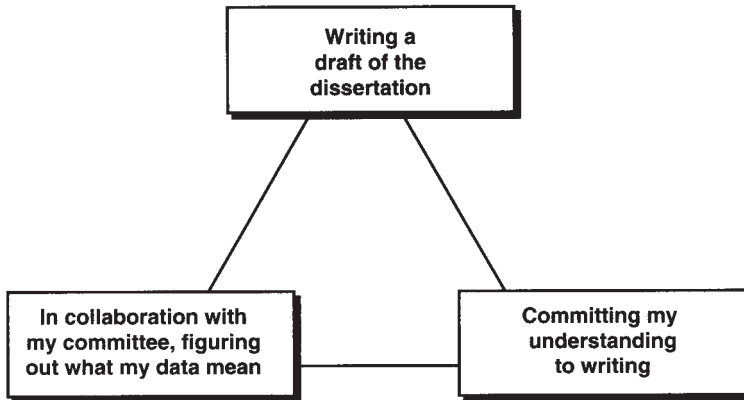 Writing a
draft of the
dissertation
In collaboration with
my committee, figuring
out what my data mean
Committing my
understanding
to writing